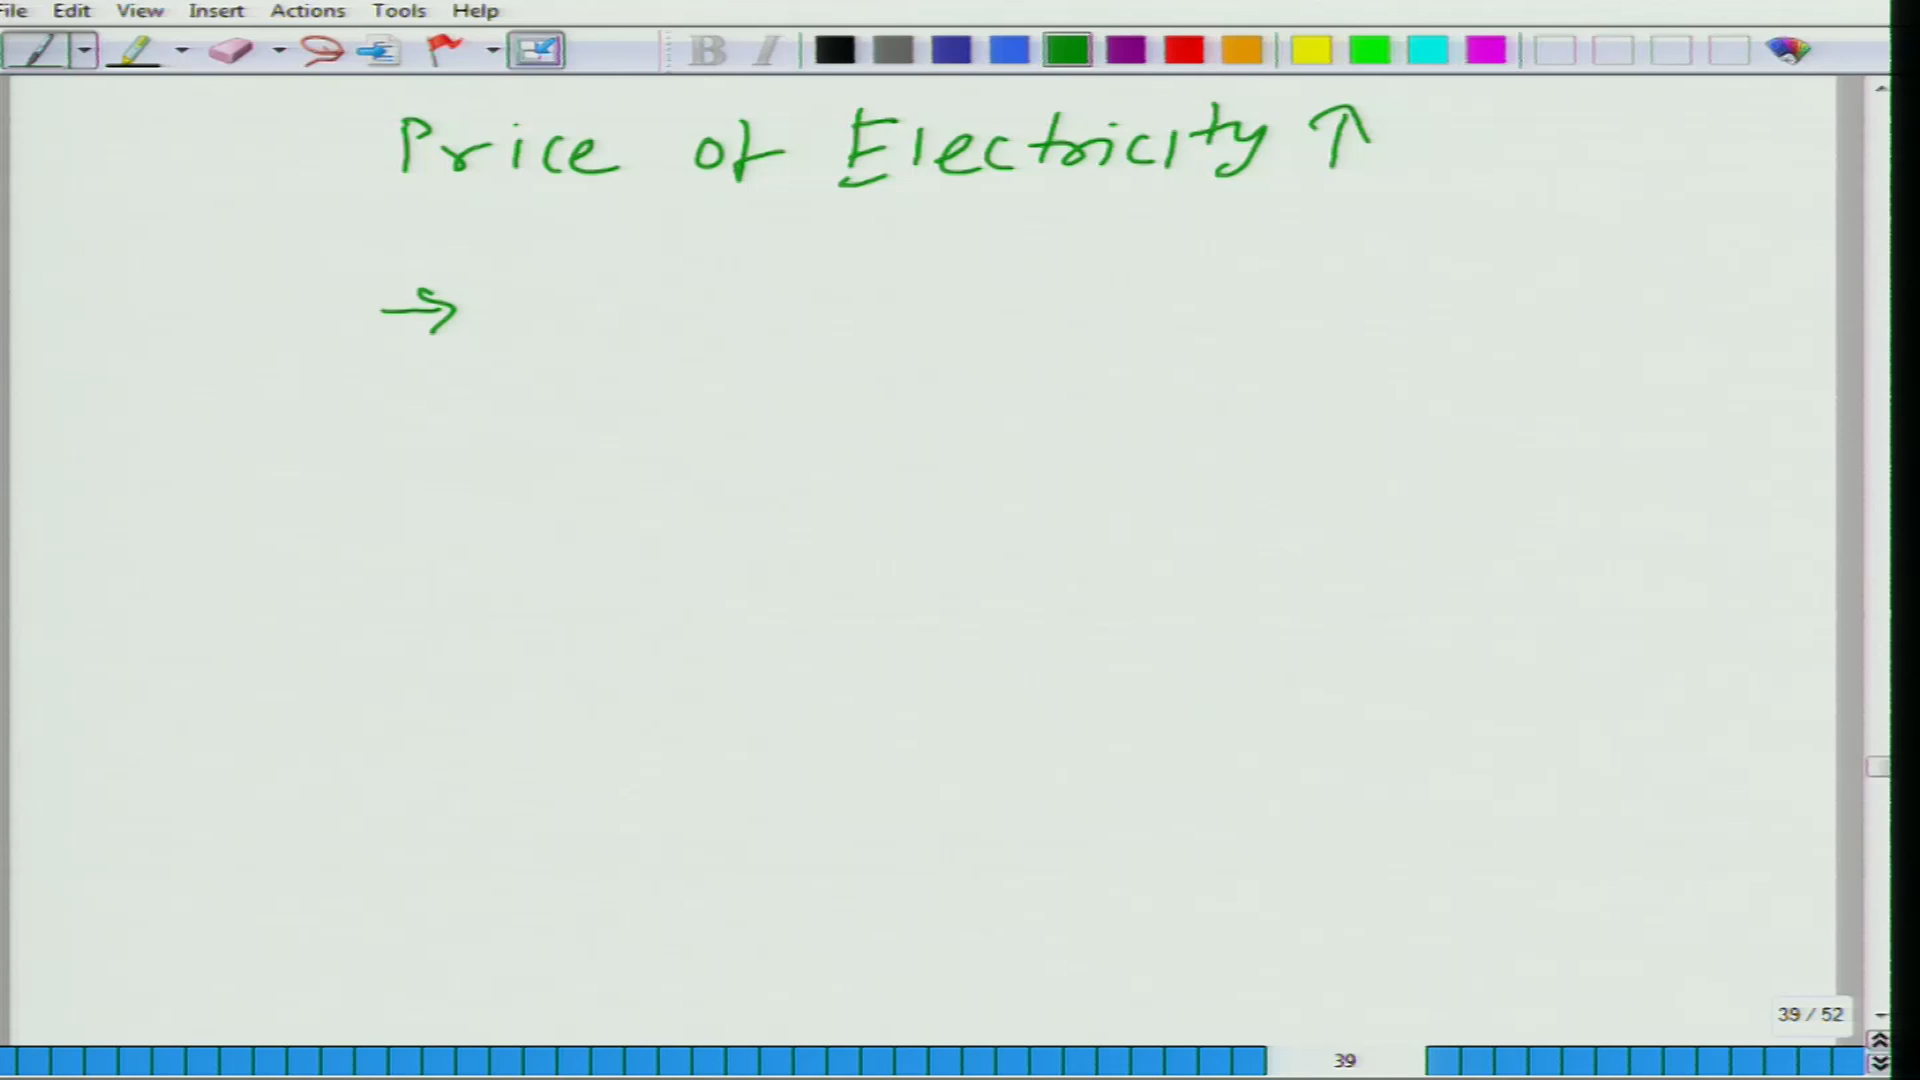 File Edit View Insert Actions Tools Help
B I
Price of Electricity ↑
→
39 / 52
39